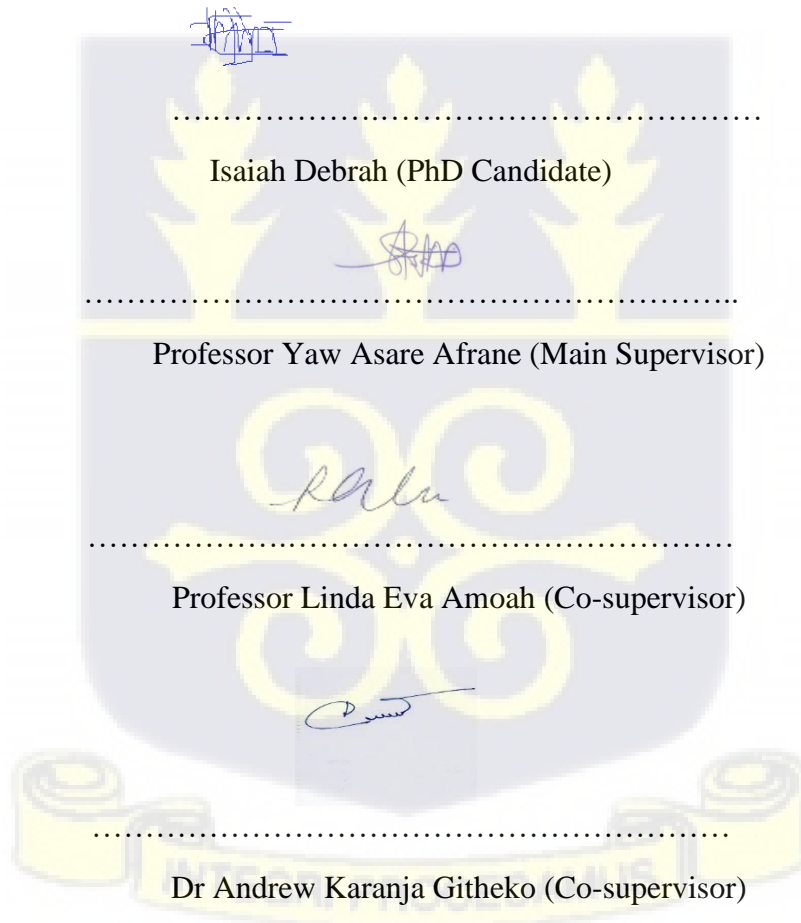 ………………………………………………………
Isaiah Debrah (PhD Candidate)
………………………………………………………..
Professor Yaw Asare Afrane (Main Supervisor)
………………………………………………………
Professor Linda Eva Amoah (Co-supervisor)
………………………………………………………
Dr Andrew Karanja Githeko (Co-supervisor)